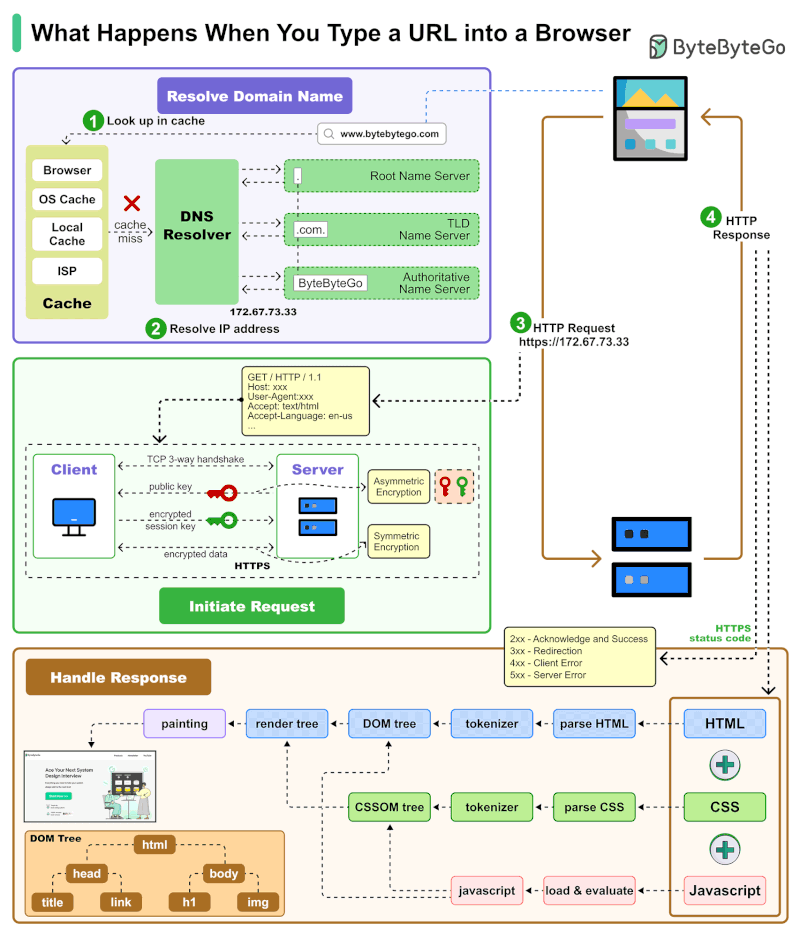 What Happens When You Type a URL into a Browser
ByteByteGo
Resolve Domain Name
1
Look up in cache
www.bytebytego.com
Browser
OS Cache
Local
Cache
ISP
Cache
cache
miss
DNS
Resolver
.
Root Name Server
.com.
TLD
Name Server
ByteByteGo
Authoritative
Name Server
172.67.73.33
2
Resolve IP address
3
HTTP Request
https://172.67.73.33
4
HTTP
Response
GET / HTTP / 1.1
Host: xxx
User-Agent:xxx
Accept: text/html
Accept-Language: en-us
...
Client
Server
TCP 3-way handshake
public key
encrypted
session key
encrypted data
HTTPS
Asymmetric
Encryption
Symmetric
Encryption
Initiate Request
HTTPS
status code
2xx - Acknowledge and Success
3xx - Redirection
4xx - Client Error
5xx - Server Error
Handle Response
painting
render tree
DOM tree
tokenizer
parse HTML
HTML
Ace Your Next System
Design Interview
CSSOM tree
tokenizer
parse CSS
CSS
javascript
load & evaluate
Javascript
DOM Tree
html
head
body
title
link
h1
img